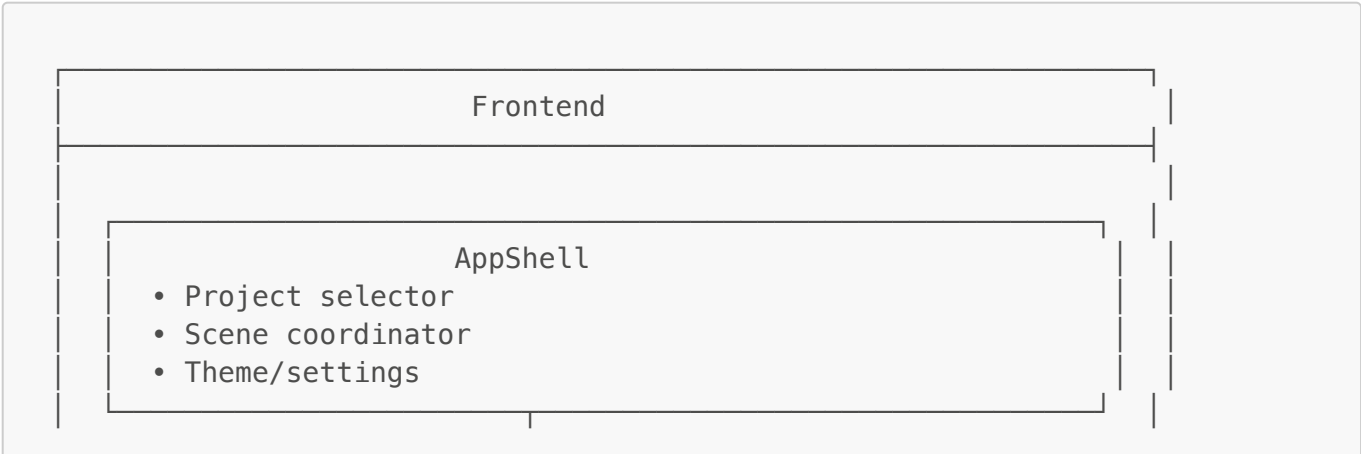 Frontend
AppShell
• Project selector
• Scene coordinator
• Theme/settings